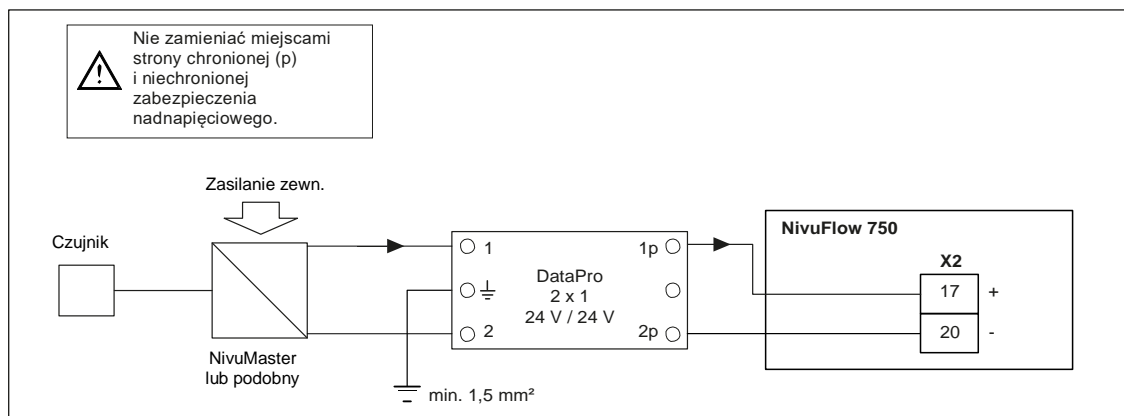 Nie zamieniać miejscami
strony chronionej (p)
i niechronionej
zabezpieczenia
nadnapięciowego.
Zasilanie zewn.
Czujnik
NivuMaster
lub podobny
min. 1,5 mm²
1
2
DataPro
2 x 1
24 V / 24 V
1p
2p
NivuFlow 750
X2
17 +
20 -